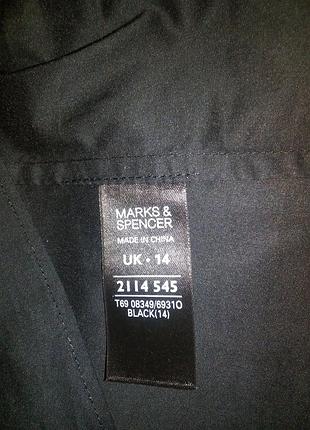 MARKS &
SPENCER
MADE IN CHINA
UK · 14
2114 545
T69 08349/6931O
BLACK(14)